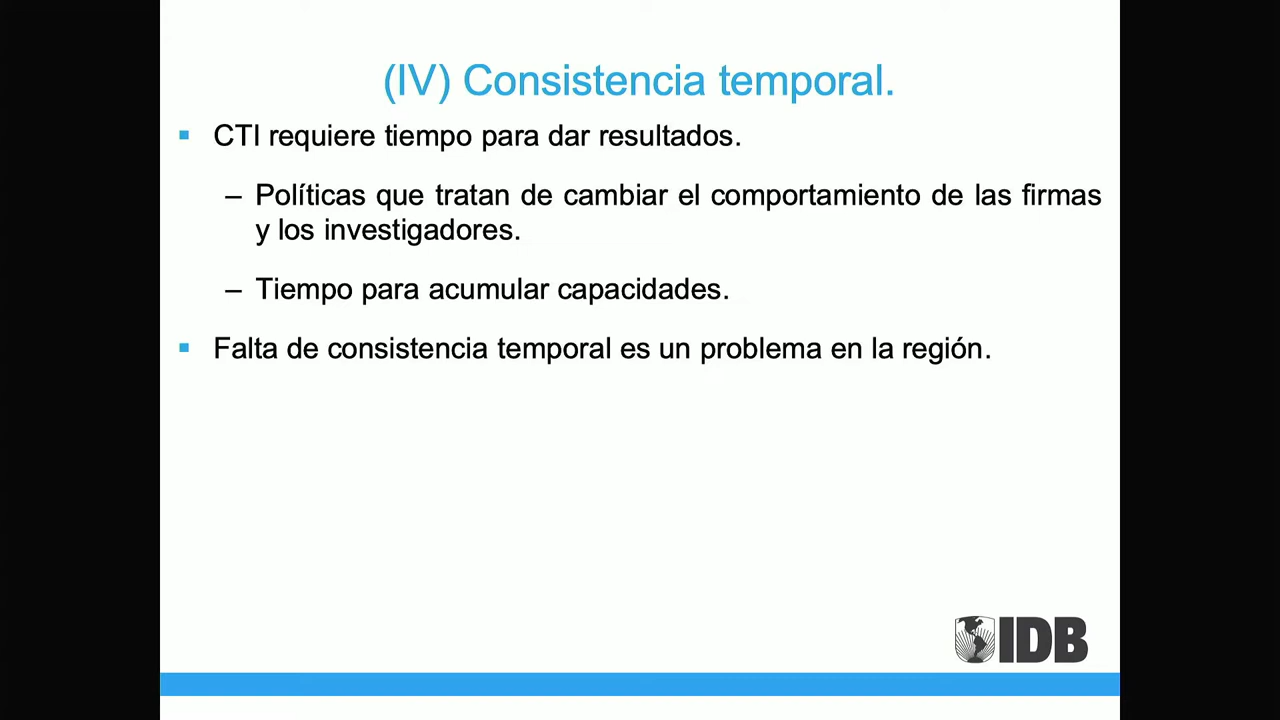 (IV) Consistencia temporal.
▪ CTI requiere tiempo para dar resultados.
– Políticas que tratan de cambiar el comportamiento de las firmas
y los investigadores.
– Tiempo para acumular capacidades.
▪ Falta de consistencia temporal es un problema en la región.
IDB